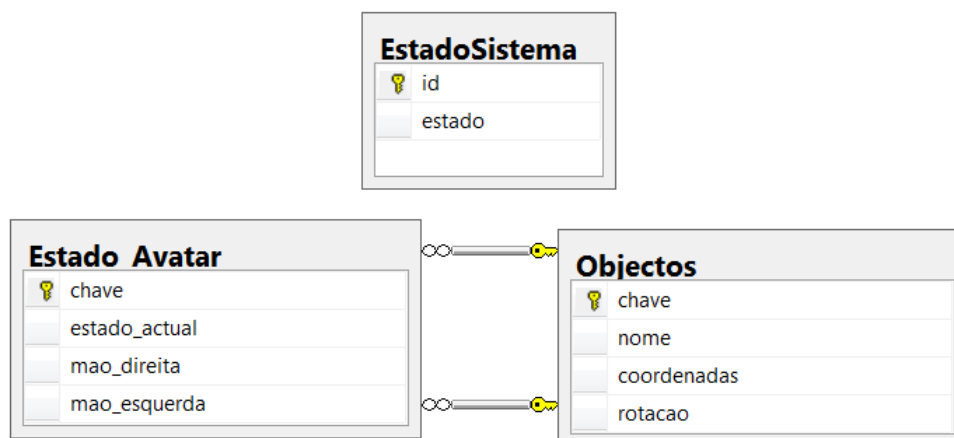 EstadoSistema
id
estado
Estado_Avatar
chave
estado_actual
mao_direita
mao_esquerda
Objectos
chave
nome
coordenadas
rotacao